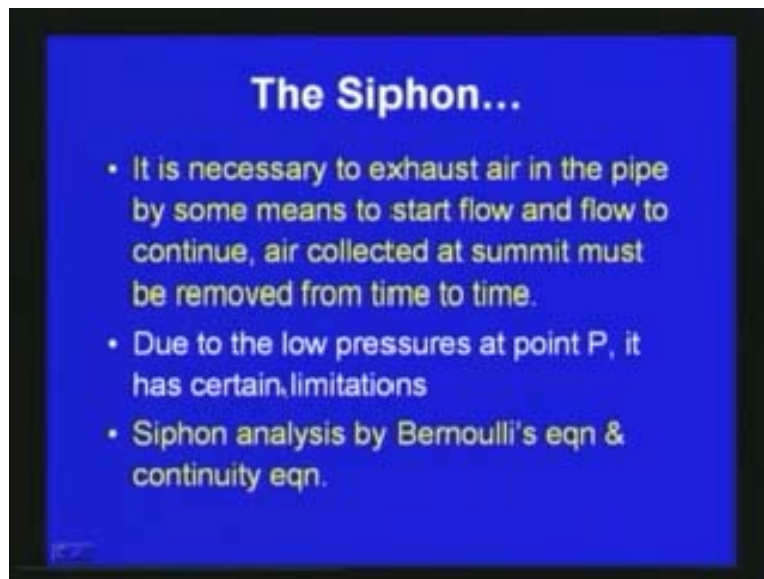 The Siphon...
• It is necessary to exhaust air in the pipe
by some means to start flow and flow to
continue, air collected at summit must
be removed from time to time.
• Due to the low pressures at point P, it
has certain limitations
• Siphon analysis by Bernoulli's eqn &
continuity eqn.